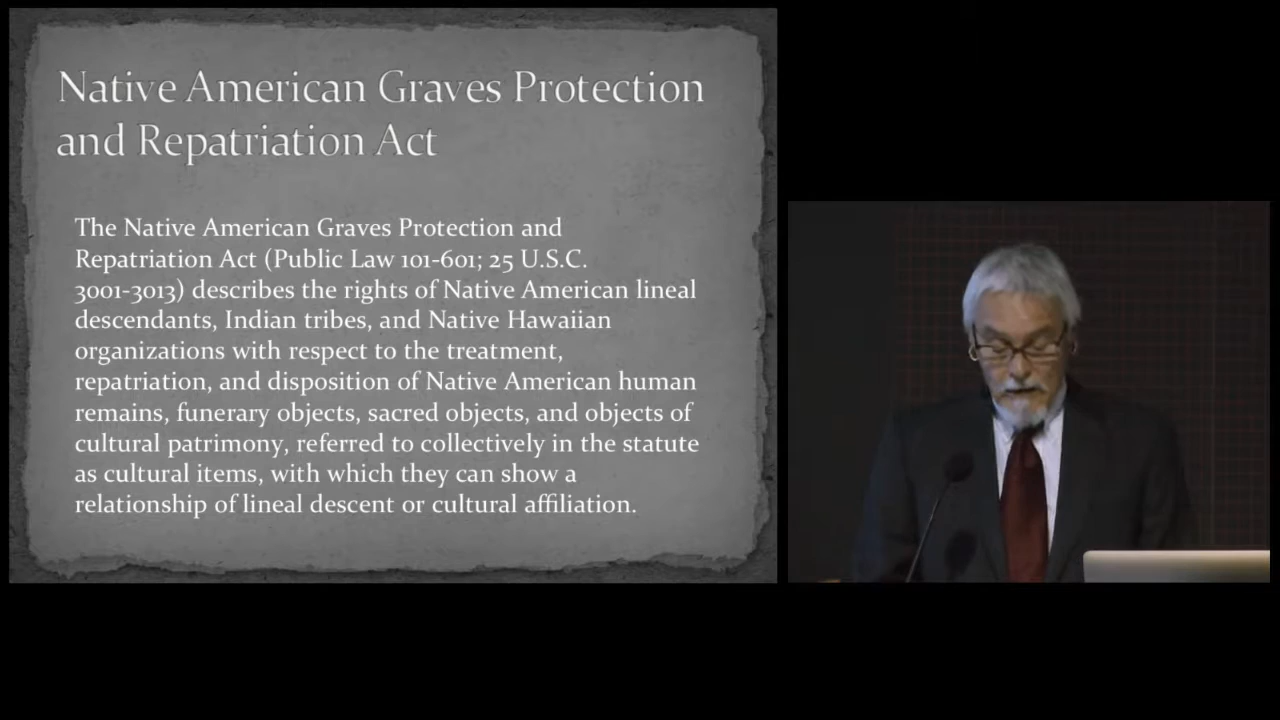 Native American Graves Protection
and Repatriation Act
The Native American Graves Protection and
Repatriation Act (Public Law 101-601; 25 U.S.C.
3001-3013) describes the rights of Native American lineal
descendants, Indian tribes, and Native Hawaiian
organizations with respect to the treatment,
repatriation, and disposition of Native American human
remains, funerary objects, sacred objects, and objects of
cultural patrimony, referred to collectively in the statute
as cultural items, with which they can show a
relationship of lineal descent or cultural affiliation.